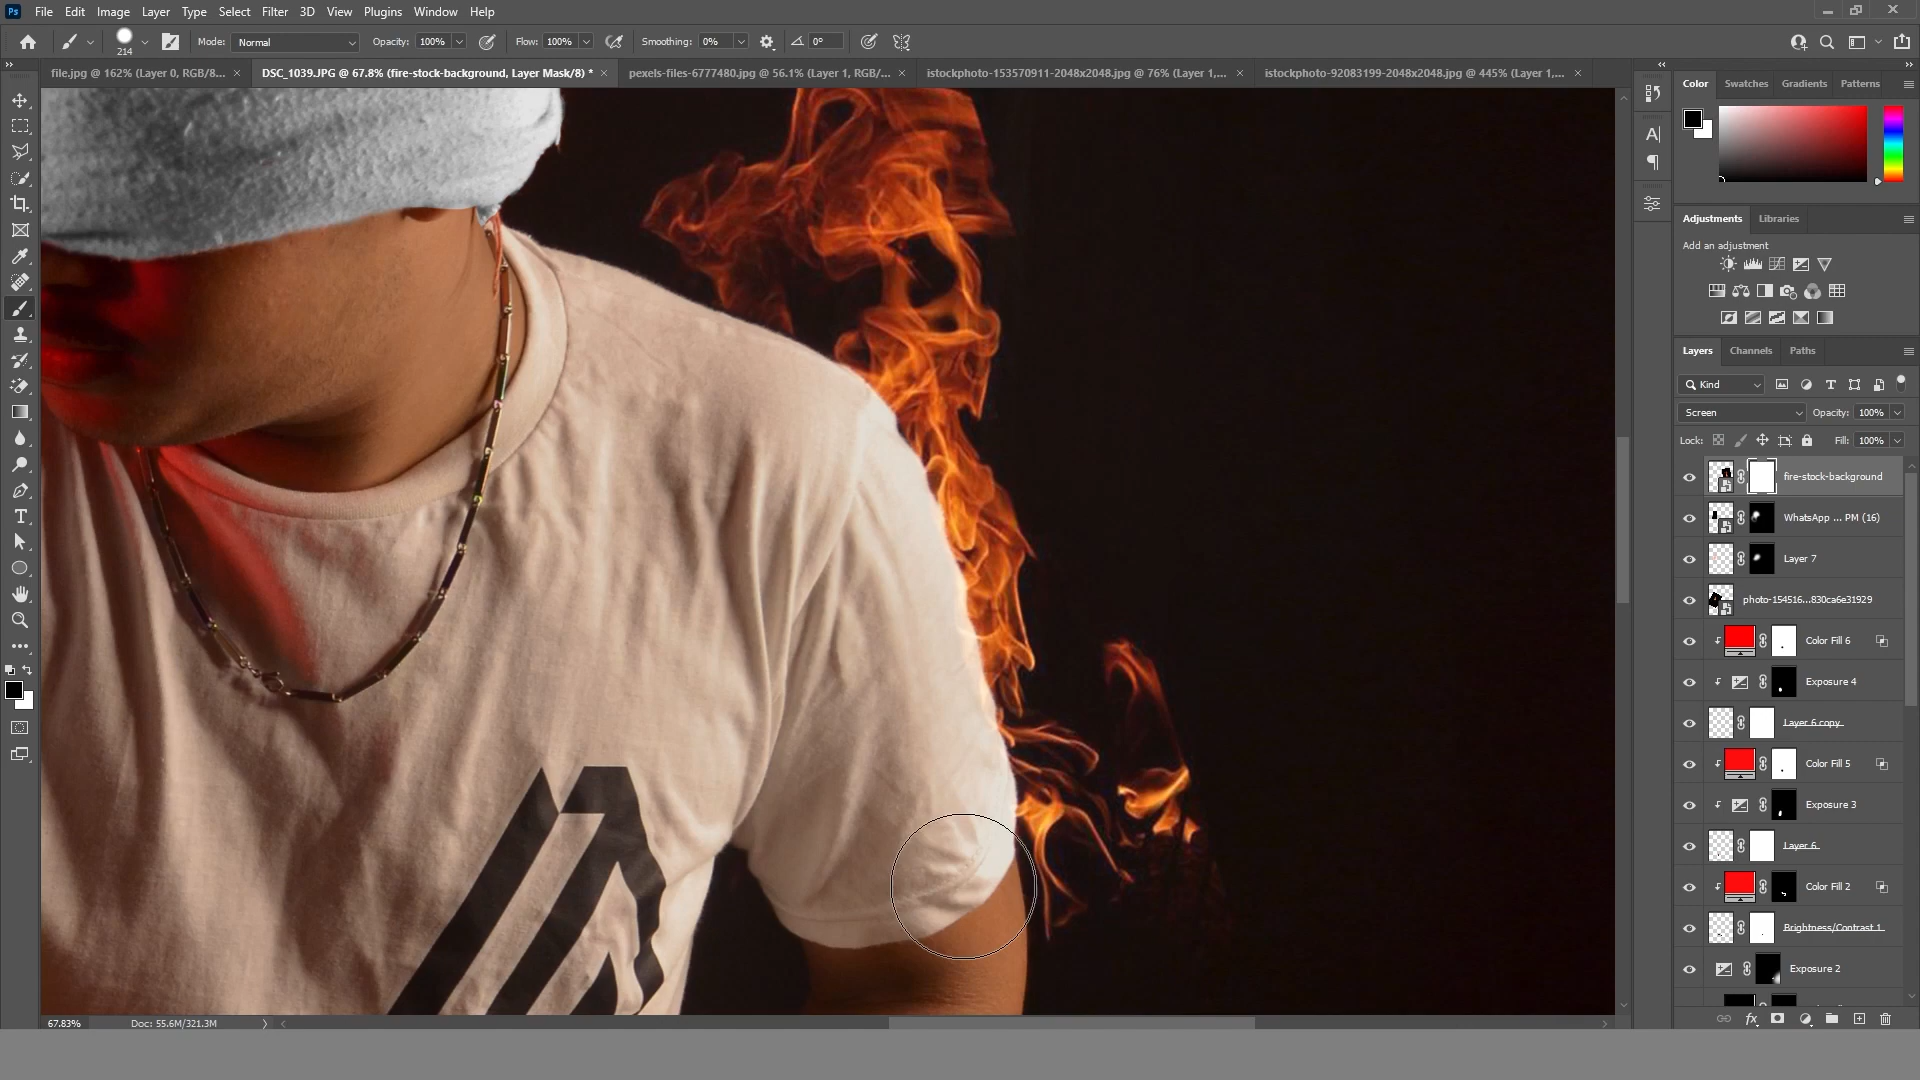 Ps File Edit Image Layer Type Select Filter 3D View Plugins Window Help
214 Mode: Normal Opacity: 100% Flow: 100% Smoothing: 0% 0°
file.jpg @ 162% (Layer 0, RGB/8... × DSC_1039.JPG @ 67.8% (fire-stock-background, Layer Mask/8) * × pexels-files-6777480.jpg @ 56.1% (Layer 1, RGB/... × istockphoto-153570911-2048x2048.jpg @ 76% (Layer 1,... × istockphoto-92083199-2048x2048.jpg @ 445% (Layer 1,... ×
Color Swatches Gradients Patterns
Adjustments Libraries
Add an adjustment
Layers Channels Paths
Kind
Screen Opacity: 100%
Lock: Fill: 100%
fire-stock-background
WhatsApp ... PM (16)
Layer 7
photo-154516...830ca6e31929
Color Fill 6
Exposure 4
Layer 6 copy
Color Fill 5
Exposure 3
Layer 6
Color Fill 2
Brightness/Contrast 1
Exposure 2
67.83% Doc: 55.6M/321.3M